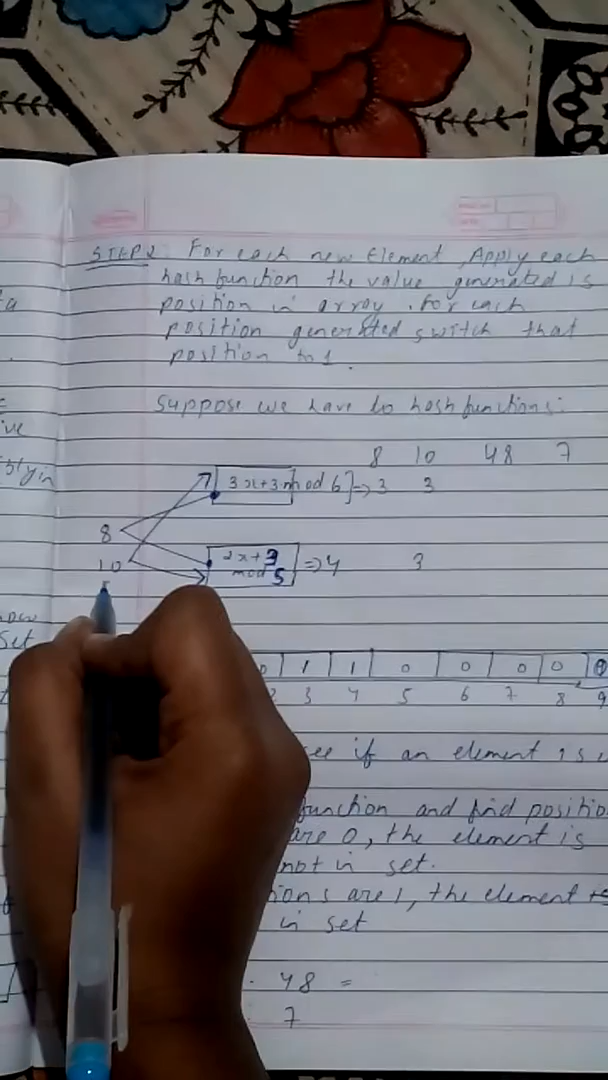 STEP 2 For each new Element, Apply each
hash function the value generated is
position in array. For each
position generated switch that
position to 1.
Suppose we have to hash functions:
8 10 48 7
3x+3 mod 6 ⇒ 3 3
8
2x+3
mod 5 ⇒ 4 3
10
1 1 0 0 0 0
3 4 5 6 7 8 9
see if an element is
function and find positio
are 0, the element is
not in set.
ions are 1, the element is
in set
48 =
7